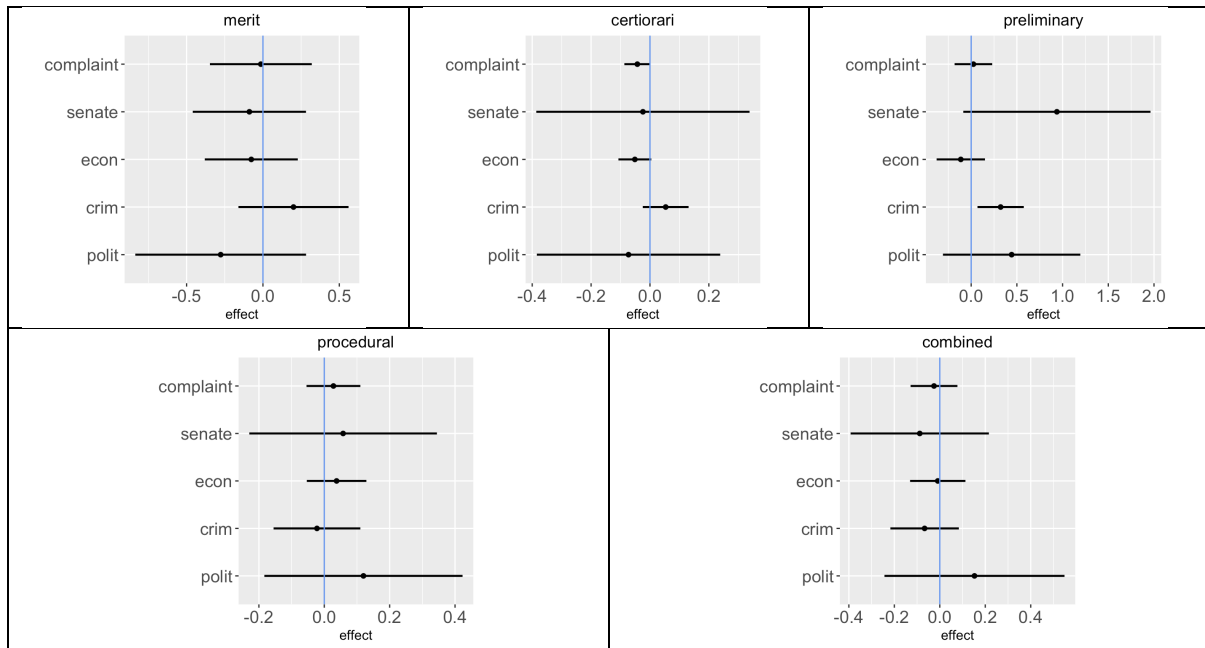 merit
complaint
senate
econ
crim
polit
-0.5 0.0 0.5
effect
certiorari
complaint
senate
econ
crim
polit
-0.4 -0.2 0.0 0.2
effect
preliminary
complaint
senate
econ
crim
polit
0.0 0.5 1.0 1.5 2.0
effect
procedural
complaint
senate
econ
crim
polit
-0.2 0.0 0.2 0.4
effect
combined
complaint
senate
econ
crim
polit
-0.4 -0.2 0.0 0.2 0.4
effect